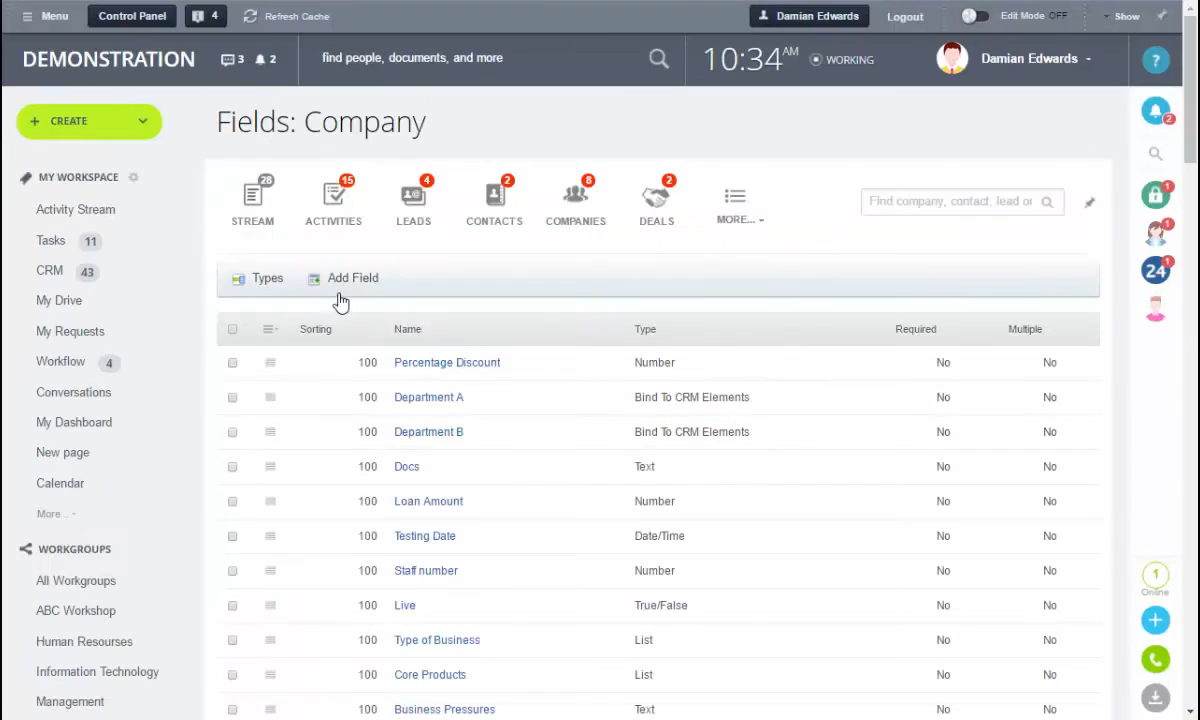 Menu Control Panel 4 Refresh Cache Damian Edwards Logout Edit Mode OFF Show
DEMONSTRATION 3 2 find people, documents, and more 10:34 AM WORKING Damian Edwards ?
CREATE
Fields: Company
2
MY WORKSPACE
Activity Stream
Tasks 11
CRM 43
My Drive
My Requests
Workflow 4
Conversations
My Dashboard
New page
Calendar
More...
WORKGROUPS
All Workgroups
ABC Workshop
Human Resourses
Information Technology
Management
28 15 4 2 8 2
STREAM ACTIVITIES LEADS CONTACTS COMPANIES DEALS MORE...
Find company, contact, lead or
Types Add Field
Sorting Name Type Required Multiple
100 Percentage Discount Number No No
100 Department A Bind To CRM Elements No No
100 Department B Bind To CRM Elements No No
100 Docs Text No No
100 Loan Amount Number No No
100 Testing Date Date/Time No No
100 Staff number Number No No
100 Live True/False No No
100 Type of Business List No No
100 Core Products List No No
100 Business Pressures Text No No
1
1
24 1
1
Online